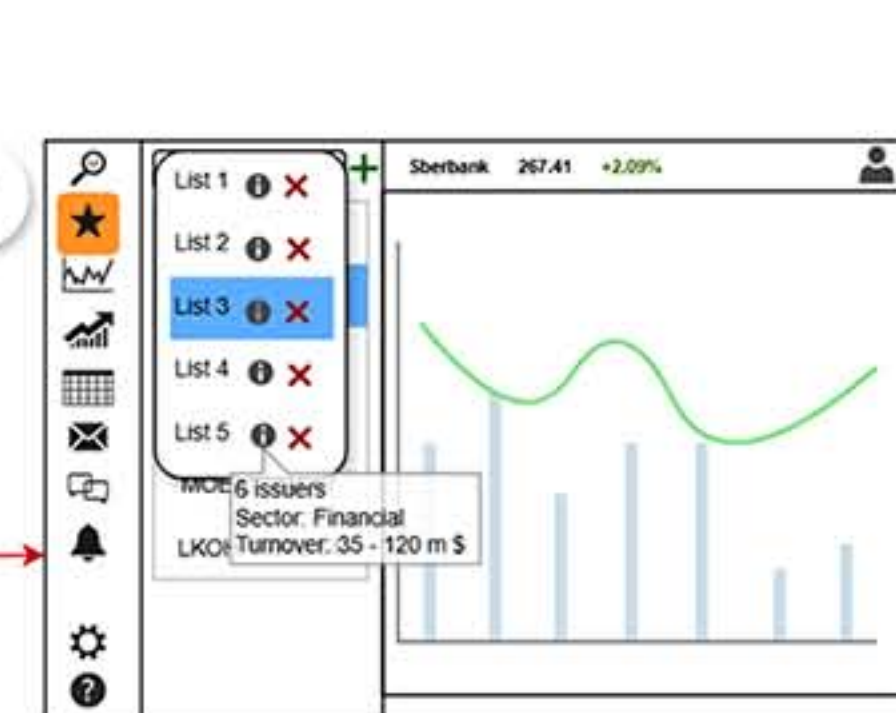 Sberbank 267.41 +2.09%
List 1
List 2
List 3
List 4
List 5
6 issuers
Sector: Financial
Turnover: 35 - 120 m $